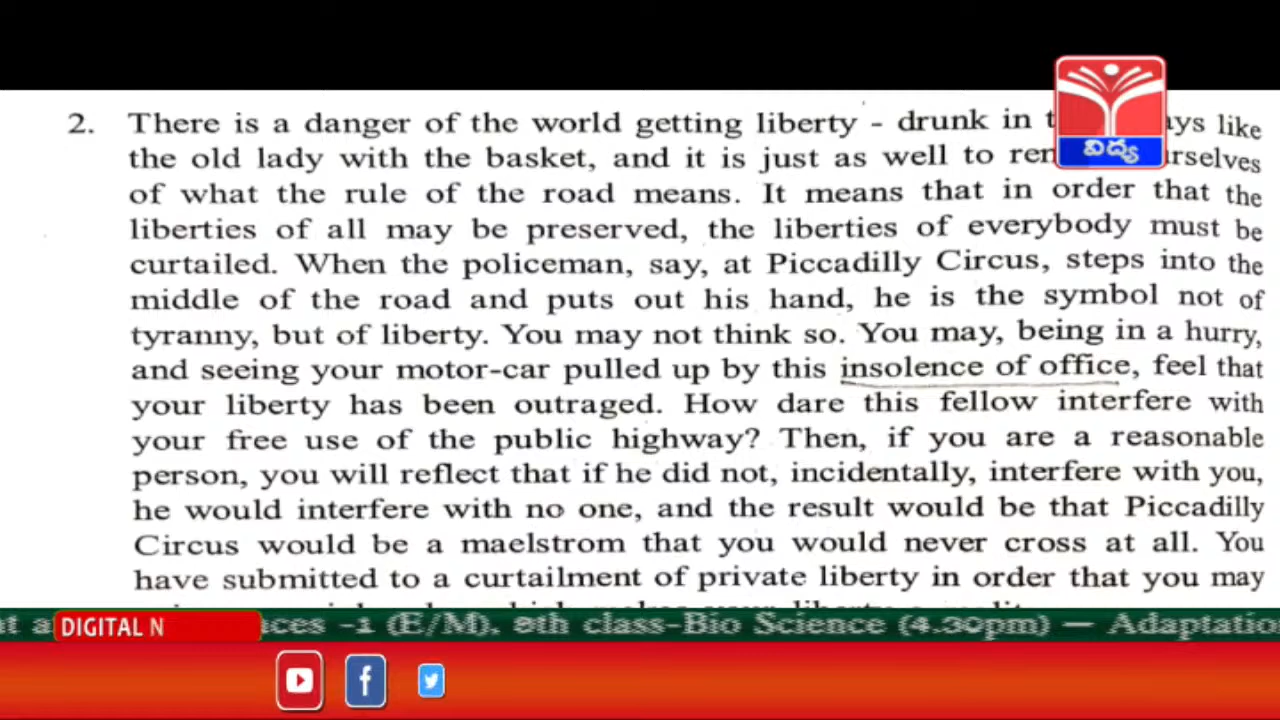 2. There is a danger of the world getting liberty - drunk in like
the old lady with the basket, and it is just as well to
of what the rule of the road means. It means that in order that the
liberties of all may be preserved, the liberties of everybody must be
curtailed. When the policeman, say, at Piccadilly Circus, steps into the
middle of the road and puts out his hand, he is the symbol not of
tyranny, but of liberty. You may not think so. You may, being in a hurry,
and seeing your motor-car pulled up by this insolence of office, feel that
your liberty has been outraged. How dare this fellow interfere with
your free use of the public highway? Then, if you are a reasonable
person, you will reflect that if he did not, incidentally, interfere with you,
he would interfere with no one, and the result would be that Piccadilly
Circus would be a maelstrom that you would never cross at all. You
have submitted to a curtailment of private liberty in order that you may
విద్య
DIGITAL N
-1 (E/M), 9th class-Bio Science (4.30pm) — Adaptatio